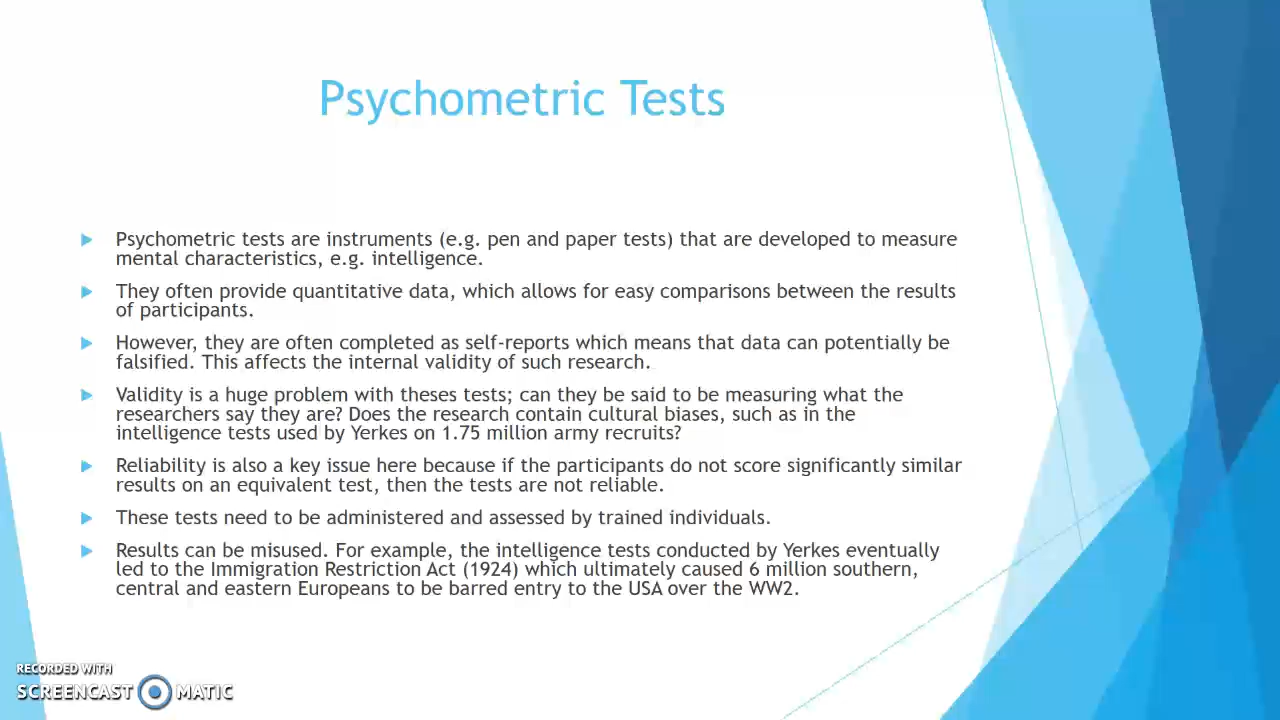 Psychometric Tests
Psychometric tests are instruments (e.g. pen and paper tests) that are developed to measure
mental characteristics, e.g. intelligence.
They often provide quantitative data, which allows for easy comparisons between the results
of participants.
However, they are often completed as self-reports which means that data can potentially be
falsified. This affects the internal validity of such research.
Validity is a huge problem with theses tests; can they be said to be measuring what the
researchers say they are? Does the research contain cultural biases, such as in the
intelligence tests used by Yerkes on 1.75 million army recruits?
Reliability is also a key issue here because if the participants do not score significantly similar
results on an equivalent test, then the tests are not reliable.
These tests need to be administered and assessed by trained individuals.
Results can be misused. For example, the intelligence tests conducted by Yerkes eventually
led to the Immigration Restriction Act (1924) which ultimately caused 6 million southern,
central and eastern Europeans to be barred entry to the USA over the WW2.
RECORDED WITH
SCREENCAST MATIC